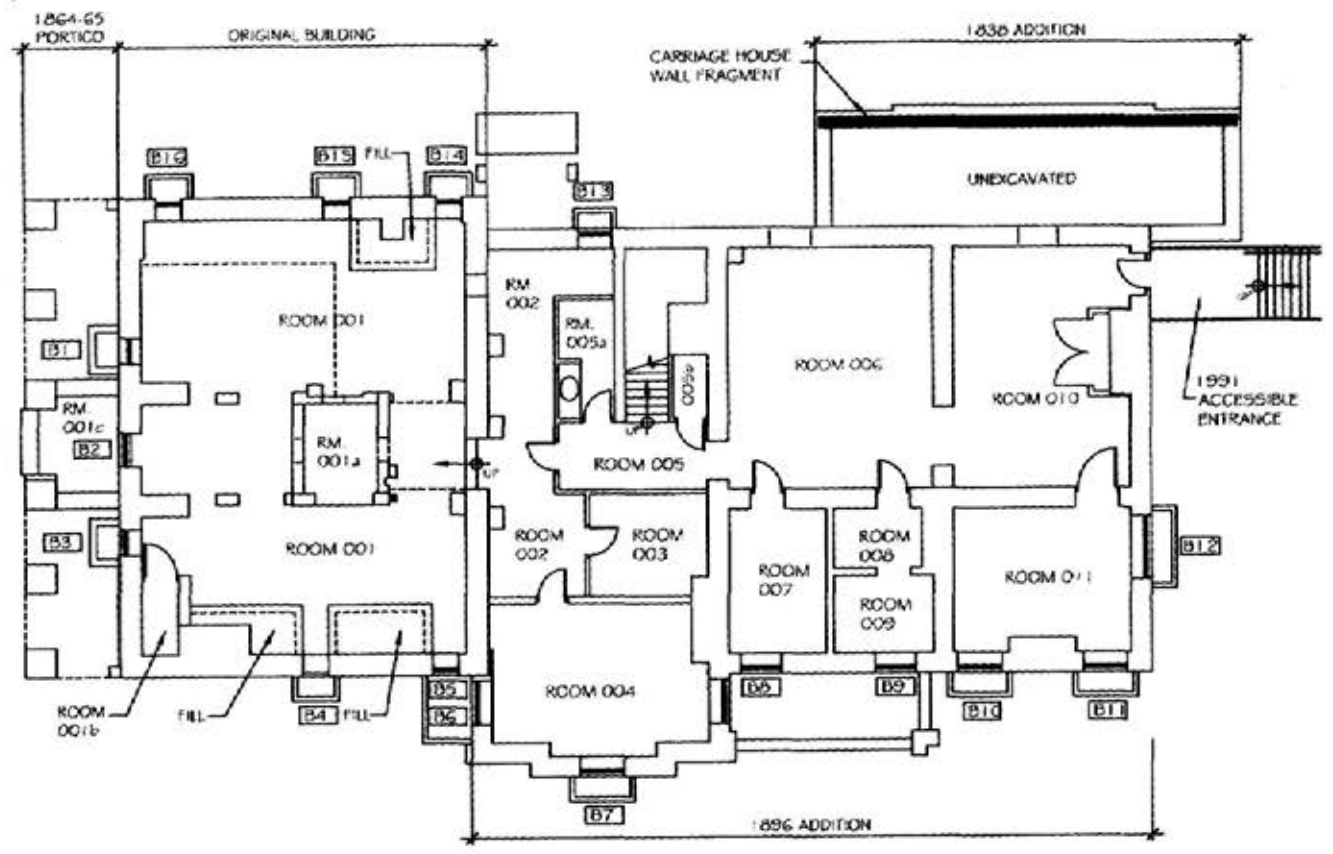 1864-65
PORTICO
ORIGINAL BUILDING
1838 ADDITION
CARRIAGE HOUSE
WALL FRAGMENT
UNEXCAVATED
B16
B15
FILL
B14
B13
RM.
002
RM.
005a
005b
ROOM 001
ROOM 006
ROOM 010
1991
ACCESSIBLE
ENTRANCE
UP
B1
RM.
001c
B2
RM.
001a
UP
UP
ROOM 005
B3
ROOM 001
ROOM
002
ROOM
003
ROOM
007
ROOM
008
ROOM
009
ROOM 011
B12
ROOM
001b
FILL
B4
FILL
B5
B6
ROOM 004
B7
B8
B9
B10
B11
1896 ADDITION